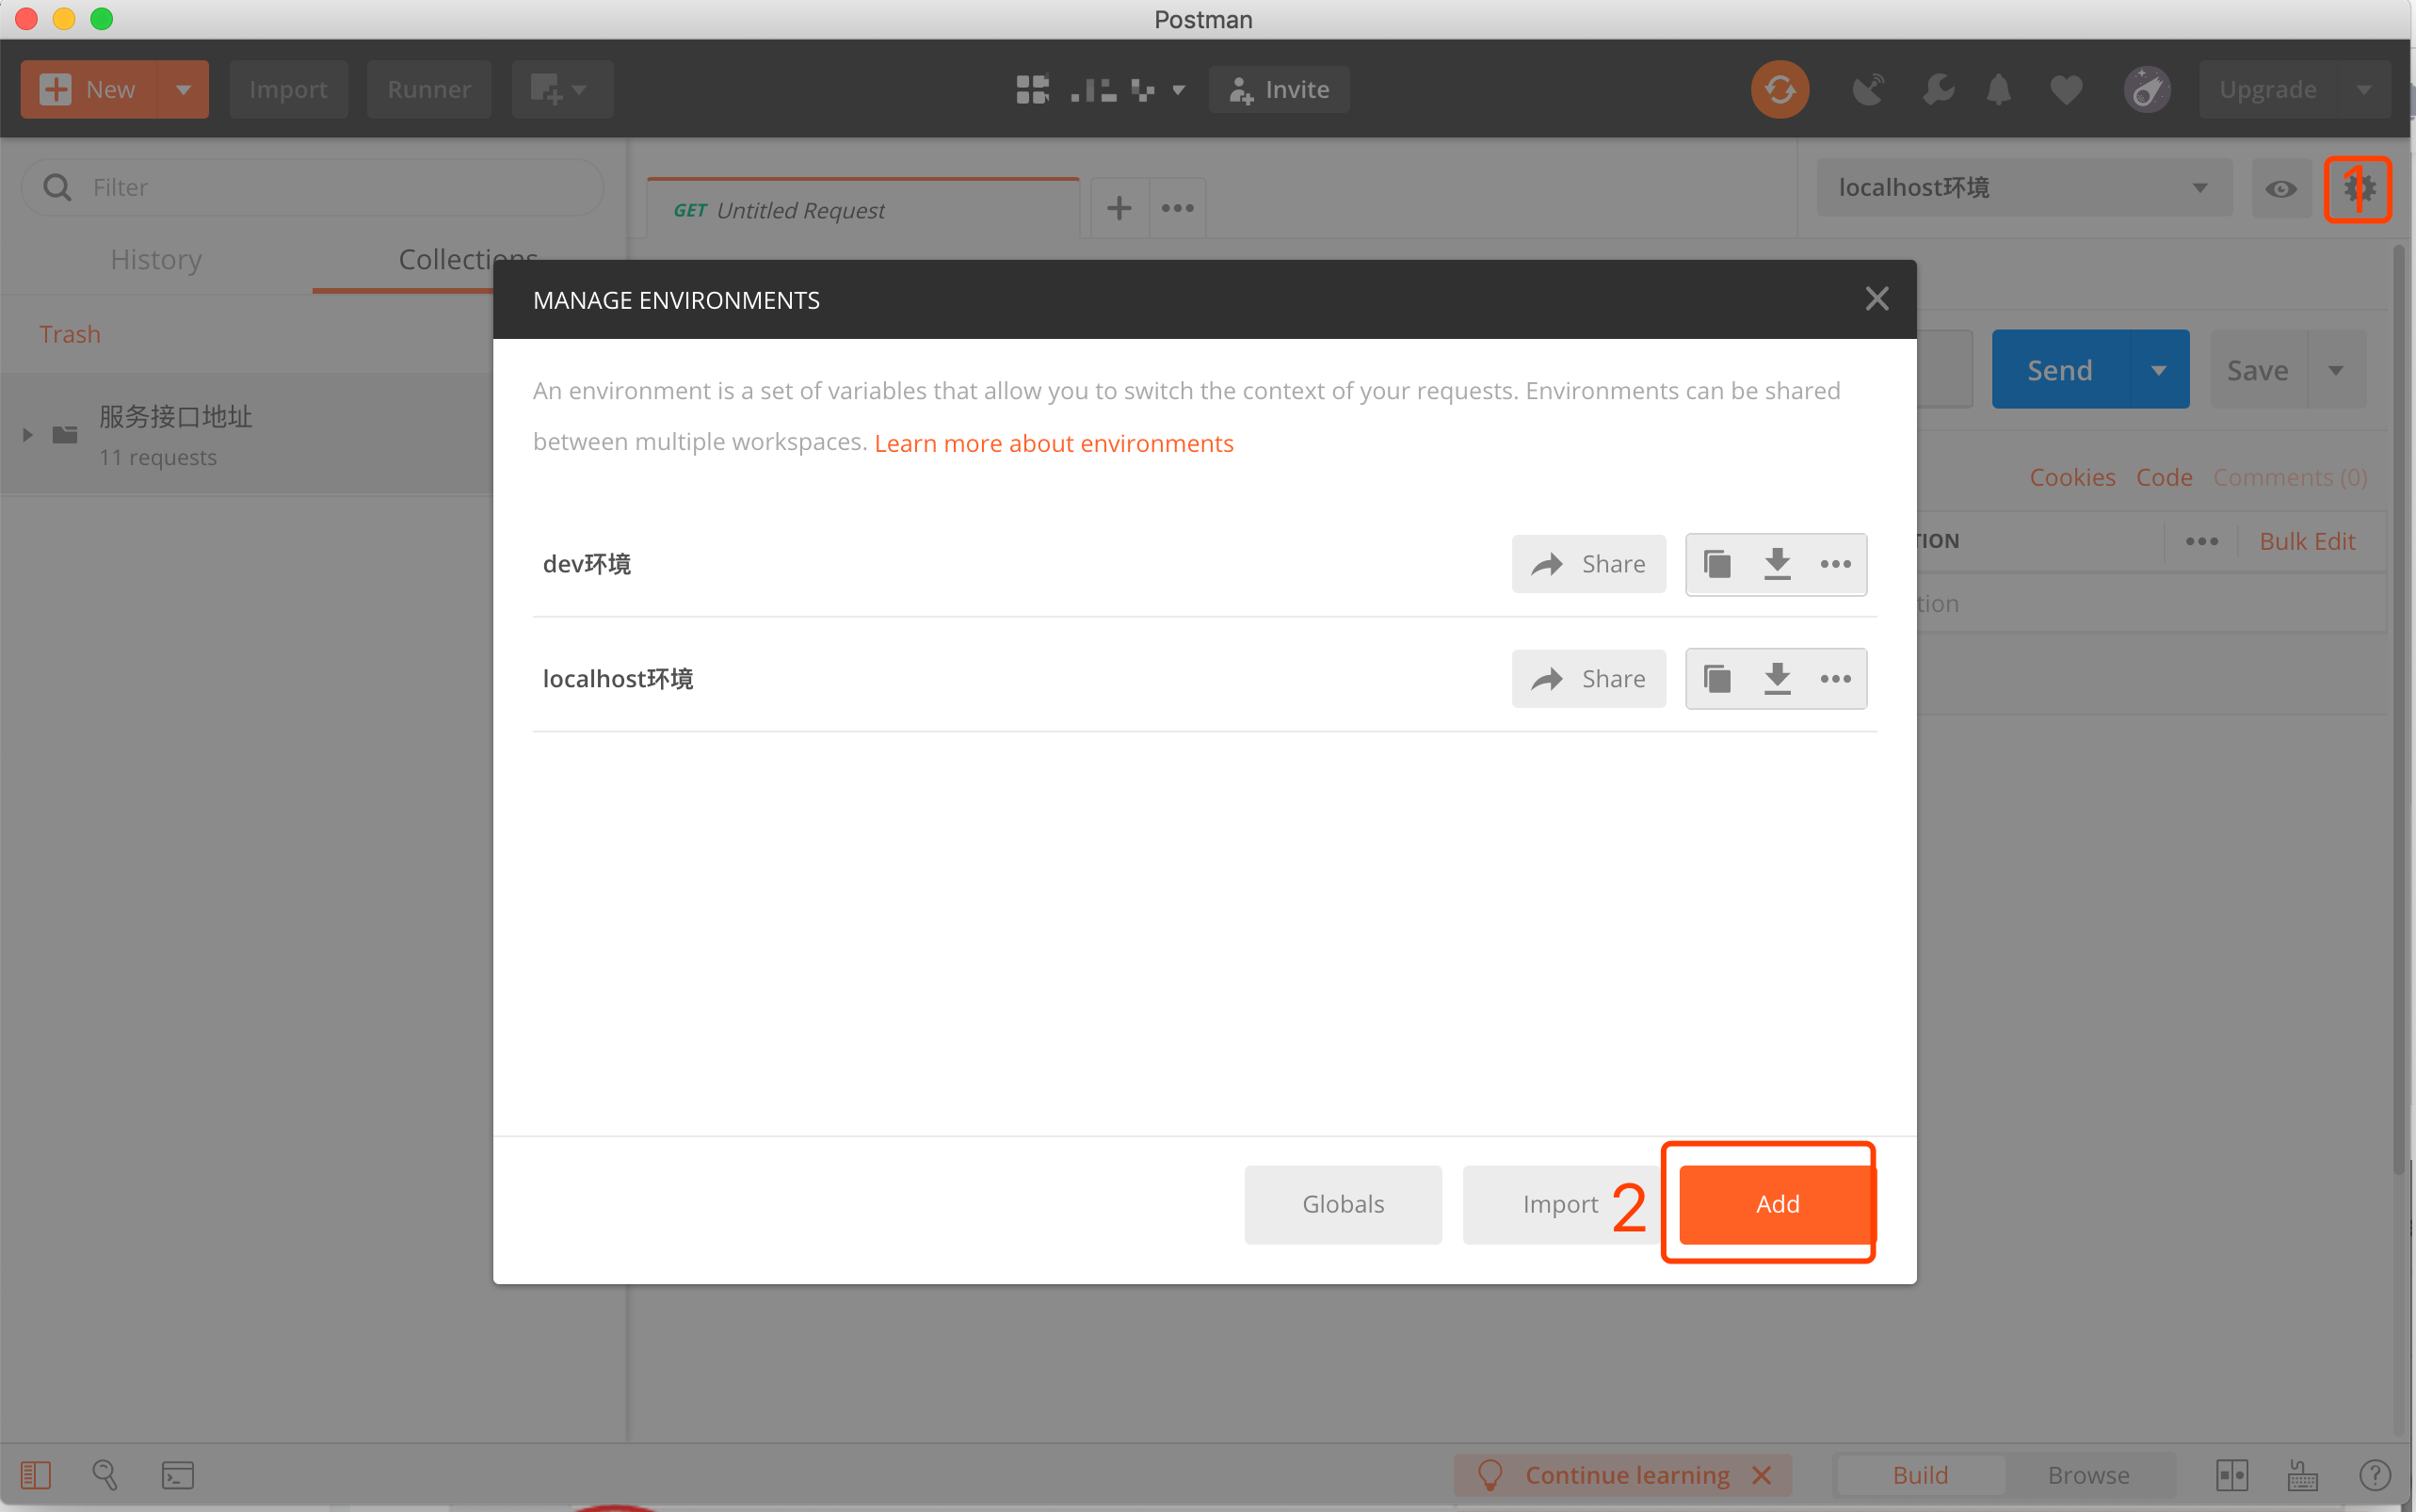 Postman
New
Import
Runner
Invite
Upgrade
Filter
GET Untitled Request
localhost环境
1
History
Collections
Trash
服务接口地址
11 requests
MANAGE ENVIRONMENTS
An environment is a set of variables that allow you to switch the context of your requests. Environments can be shared
between multiple workspaces. Learn more about environments
Send
Save
Cookies Code Comments (0)
TION
Bulk Edit
tion
dev环境
Share
localhost环境
Share
Globals
Import
2
Add
Continue learning
Build
Browse